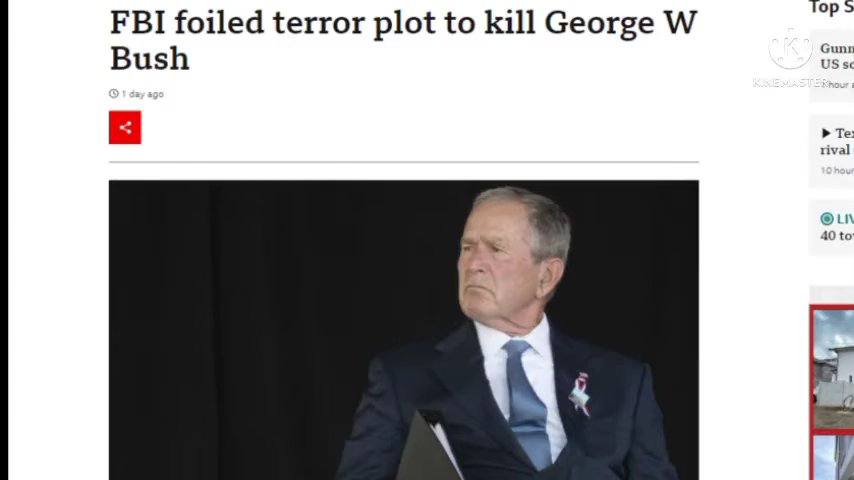 FBI foiled terror plot to kill George W
Bush
1 day ago
Top S
Gunn
US sc
hour a
KINEMASTER
Te
rival
10 hour
LIV
40 to